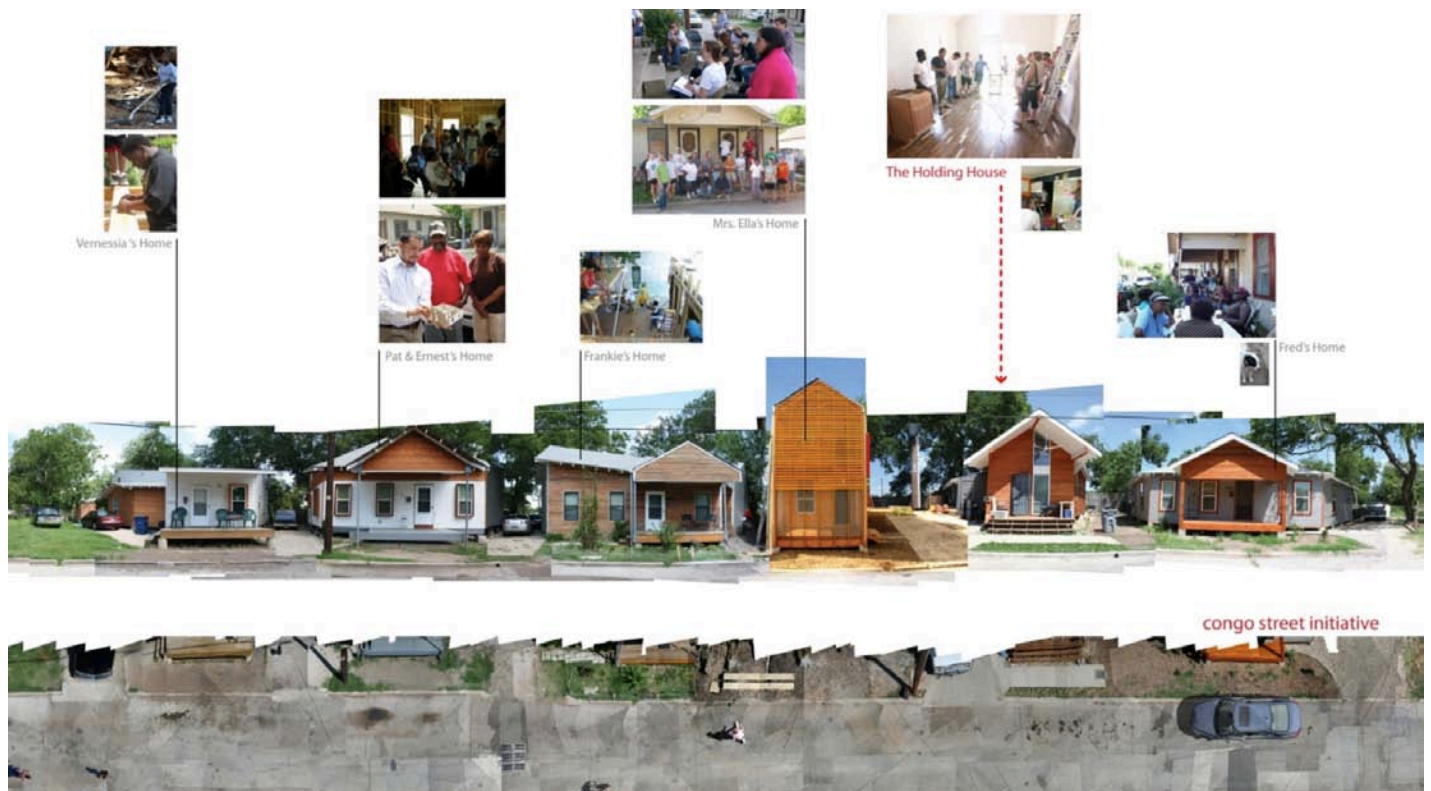 The Holding House
Mrs. Ella's Home
Vernessia 's Home
Pat & Ernest's Home
Frankie's Home
Fred's Home
congo street initiative